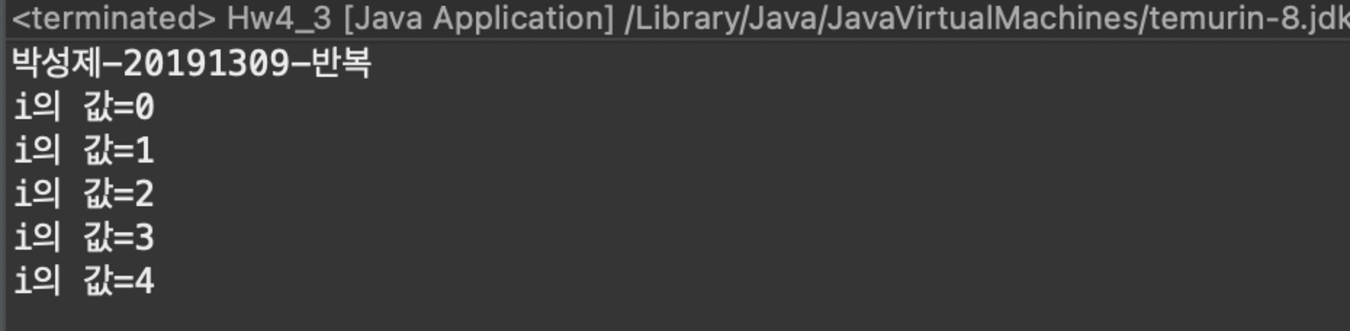 <terminated> Hw4_3 [Java Application] /Library/Java/JavaVirtualMachines/temurin-8.jdk
박성제-20191309-반복
i의 값=0
i의 값=1
i의 값=2
i의 값=3
i의 값=4